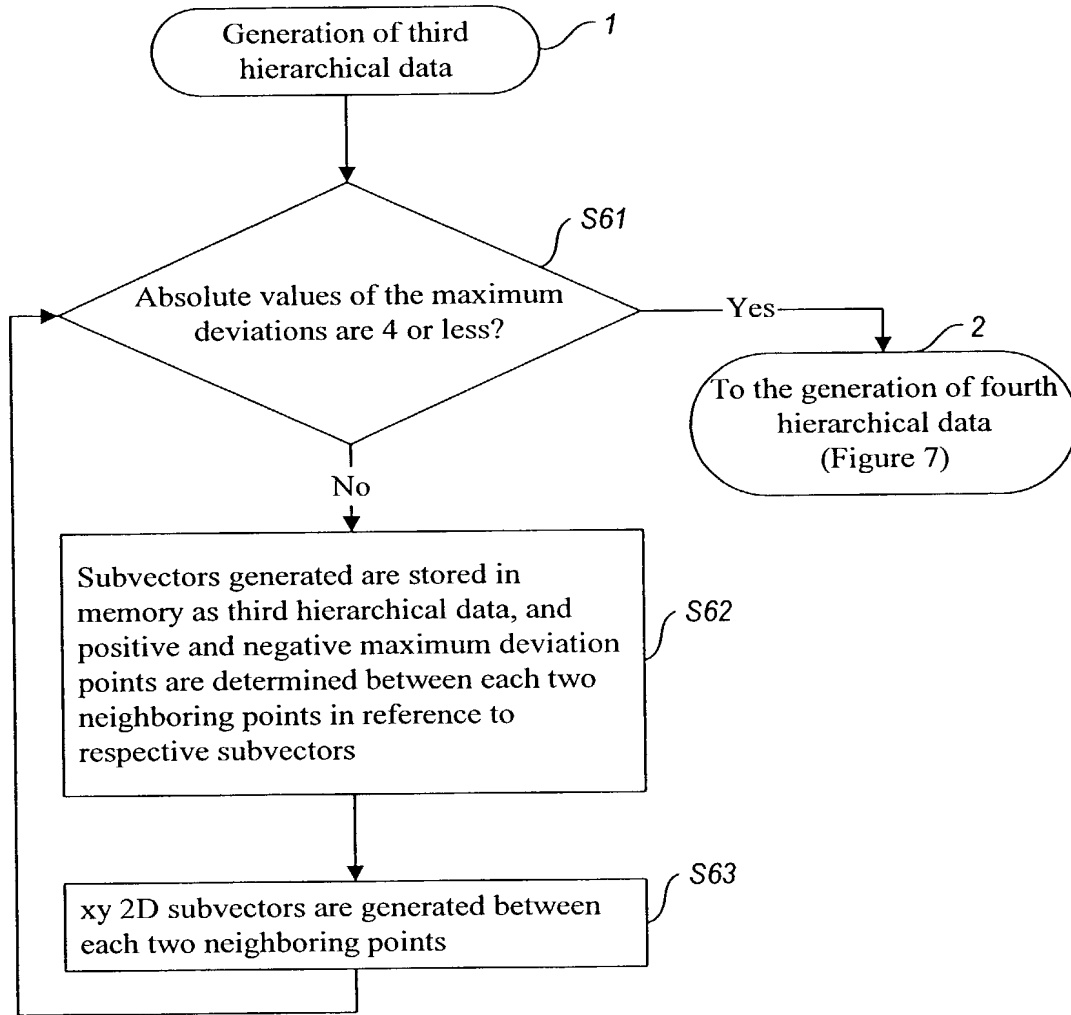 Generation of third
hierarchical data
1
S61
Absolute values of the maximum
deviations are 4 or less?
Yes
2
To the generation of fourth
hierarchical data
(Figure 7)
No
Subvectors generated are stored in
memory as third hierarchical data, and
positive and negative maximum deviation
points are determined between each two
neighboring points in reference to
respective subvectors
S62
xy 2D subvectors are generated between
each two neighboring points
S63